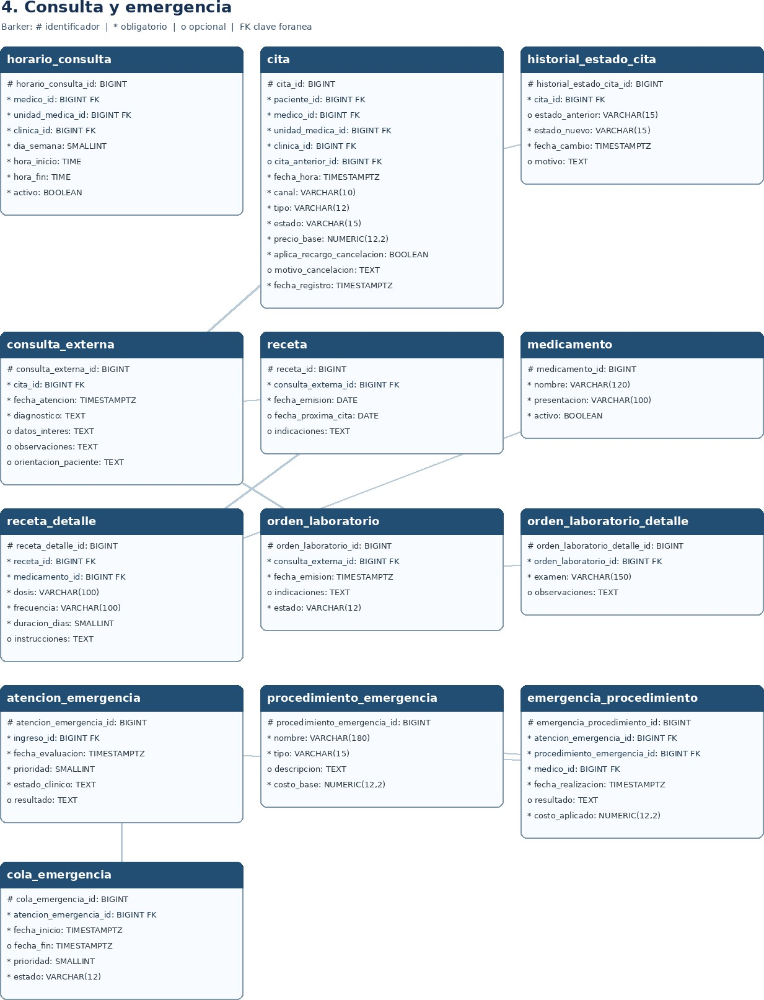 4. Consulta y emergencia
Barker: # identificador | * obligatorio | o opcional | FK clave foranea
horario_consulta
# horario_consulta_id: BIGINT
* medico_id: BIGINT FK
* unidad_medica_id: BIGINT FK
* clinica_id: BIGINT FK
* dia_semana: SMALLINT
* hora_inicio: TIME
* hora_fin: TIME
* activo: BOOLEAN
cita
# cita_id: BIGINT
* paciente_id: BIGINT FK
* medico_id: BIGINT FK
* unidad_medica_id: BIGINT FK
* clinica_id: BIGINT FK
o cita_anterior_id: BIGINT FK
* fecha_hora: TIMESTAMPTZ
* canal: VARCHAR(10)
* tipo: VARCHAR(12)
* estado: VARCHAR(15)
* precio_base: NUMERIC(12,2)
* aplica_recargo_cancelacion: BOOLEAN
o motivo_cancelacion: TEXT
* fecha_registro: TIMESTAMPTZ
historial_estado_cita
# historial_estado_cita_id: BIGINT
* cita_id: BIGINT FK
o estado_anterior: VARCHAR(15)
* estado_nuevo: VARCHAR(15)
* fecha_cambio: TIMESTAMPTZ
o motivo: TEXT
consulta_externa
# consulta_externa_id: BIGINT
* cita_id: BIGINT FK
* fecha_atencion: TIMESTAMPTZ
* diagnostico: TEXT
o datos_interes: TEXT
o observaciones: TEXT
o orientacion_paciente: TEXT
receta
# receta_id: BIGINT
* consulta_externa_id: BIGINT FK
* fecha_emision: DATE
o fecha_proxima_cita: DATE
o indicaciones: TEXT
medicamento
# medicamento_id: BIGINT
* nombre: VARCHAR(120)
* presentacion: VARCHAR(100)
* activo: BOOLEAN
receta_detalle
# receta_detalle_id: BIGINT
* receta_id: BIGINT FK
* medicamento_id: BIGINT FK
* dosis: VARCHAR(100)
* frecuencia: VARCHAR(100)
* duracion_dias: SMALLINT
o instrucciones: TEXT
orden_laboratorio
# orden_laboratorio_id: BIGINT
* consulta_externa_id: BIGINT FK
* fecha_emision: TIMESTAMPTZ
o indicaciones: TEXT
* estado: VARCHAR(12)
orden_laboratorio_detalle
# orden_laboratorio_detalle_id: BIGINT
* orden_laboratorio_id: BIGINT FK
* examen: VARCHAR(150)
o observaciones: TEXT
atencion_emergencia
# atencion_emergencia_id: BIGINT
* ingreso_id: BIGINT FK
* fecha_evaluacion: TIMESTAMPTZ
* prioridad: SMALLINT
* estado_clinico: TEXT
o resultado: TEXT
procedimiento_emergencia
# procedimiento_emergencia_id: BIGINT
* nombre: VARCHAR(180)
* tipo: VARCHAR(15)
o descripcion: TEXT
* costo_base: NUMERIC(12,2)
emergencia_procedimiento
# emergencia_procedimiento_id: BIGINT
* atencion_emergencia_id: BIGINT FK
* procedimiento_emergencia_id: BIGINT FK
* medico_id: BIGINT FK
* fecha_realizacion: TIMESTAMPTZ
o resultado: TEXT
* costo_aplicado: NUMERIC(12,2)
cola_emergencia
# cola_emergencia_id: BIGINT
* atencion_emergencia_id: BIGINT FK
* fecha_inicio: TIMESTAMPTZ
o fecha_fin: TIMESTAMPTZ
* prioridad: SMALLINT
* estado: VARCHAR(12)